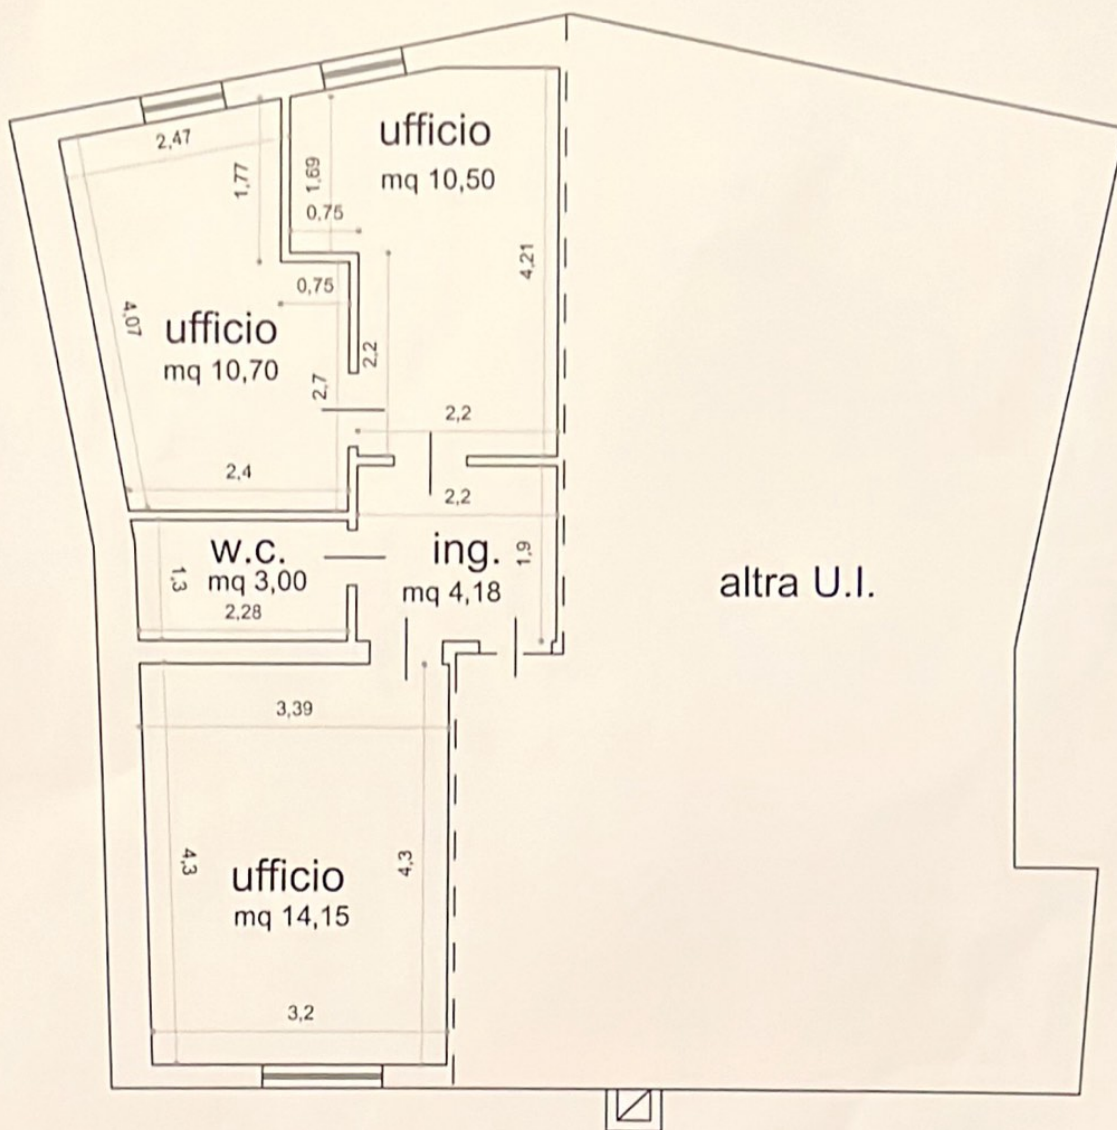 2,47
1,77
1,69
ufficio
mq 10,50
0,75
4,21
0,75
4,07
ufficio
mq 10,70
2,7
2,2
2,2
2,4
2,2
w.c.
mq 3,00
1,3
2,28
ing.
mq 4,18
1,9
altra U.I.
3,39
4,3
4,3
ufficio
mq 14,15
3,2